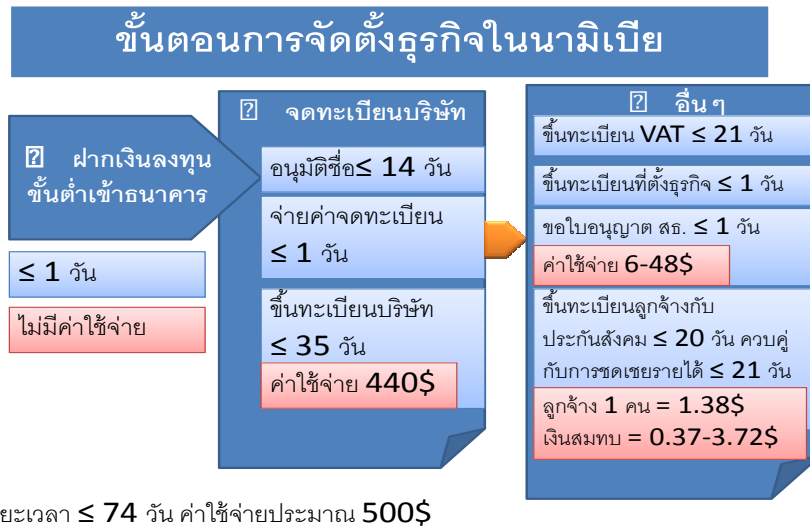 ขั้นตอนการจัดตั้งธุรกิจในนามิเบีย
ฝากเงินลงทุน
ขั้นต่ำเข้าธนาคาร
≤ 1 วัน
ไม่มีค่าใช้จ่าย
จดทะเบียนบริษัท
อนุมัติชื่อ≤ 14 วัน
จ่ายค่าจดทะเบียน
≤ 1 วัน
ขึ้นทะเบียนบริษัท
≤ 35 วัน
ค่าใช้จ่าย 440$
อื่น ๆ
ขึ้นทะเบียน VAT ≤ 21 วัน
ขึ้นทะเบียนที่ตั้งธุรกิจ ≤ 1 วัน
ขอใบอนุญาต สธ. ≤ 1 วัน
ค่าใช้จ่าย 6-48$
ขึ้นทะเบียนลูกจ้างกับ
ประกันสังคม ≤ 20 วัน ควบคู่
กับการชดเชยรายได้ ≤ 21 วัน
ลูกจ้าง 1 คน = 1.38$
เงินสมทบ = 0.37-3.72$
ยะเวลา ≤ 74 วัน ค่าใช้จ่ายประมาณ 500$